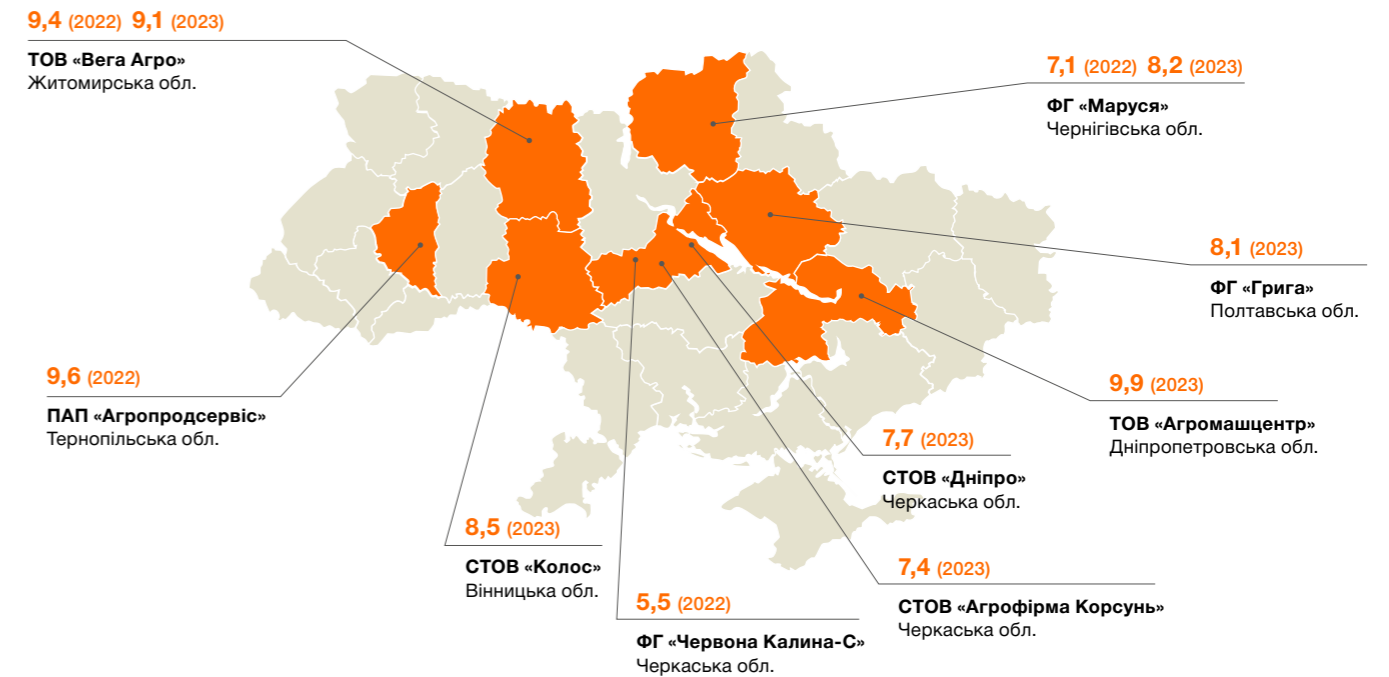 9,4 (2022) 9,1 (2023)
ТОВ «Вега Агро»
Житомирська обл.
7,1 (2022) 8,2 (2023)
ФГ «Маруся»
Чернігівська обл.
8,1 (2023)
ФГ «Грига»
Полтавська обл.
9,6 (2022)
ПАП «Агропродсервіс»
Тернопільська обл.
9,9 (2023)
ТОВ «Агромашцентр»
Дніпропетровська обл.
7,7 (2023)
СТОВ «Дніпро»
Черкаська обл.
8,5 (2023)
СТОВ «Колос»
Вінницька обл.
7,4 (2023)
СТОВ «Агрофірма Корсунь»
Черкаська обл.
5,5 (2022)
ФГ «Червона Калина-С»
Черкаська обл.